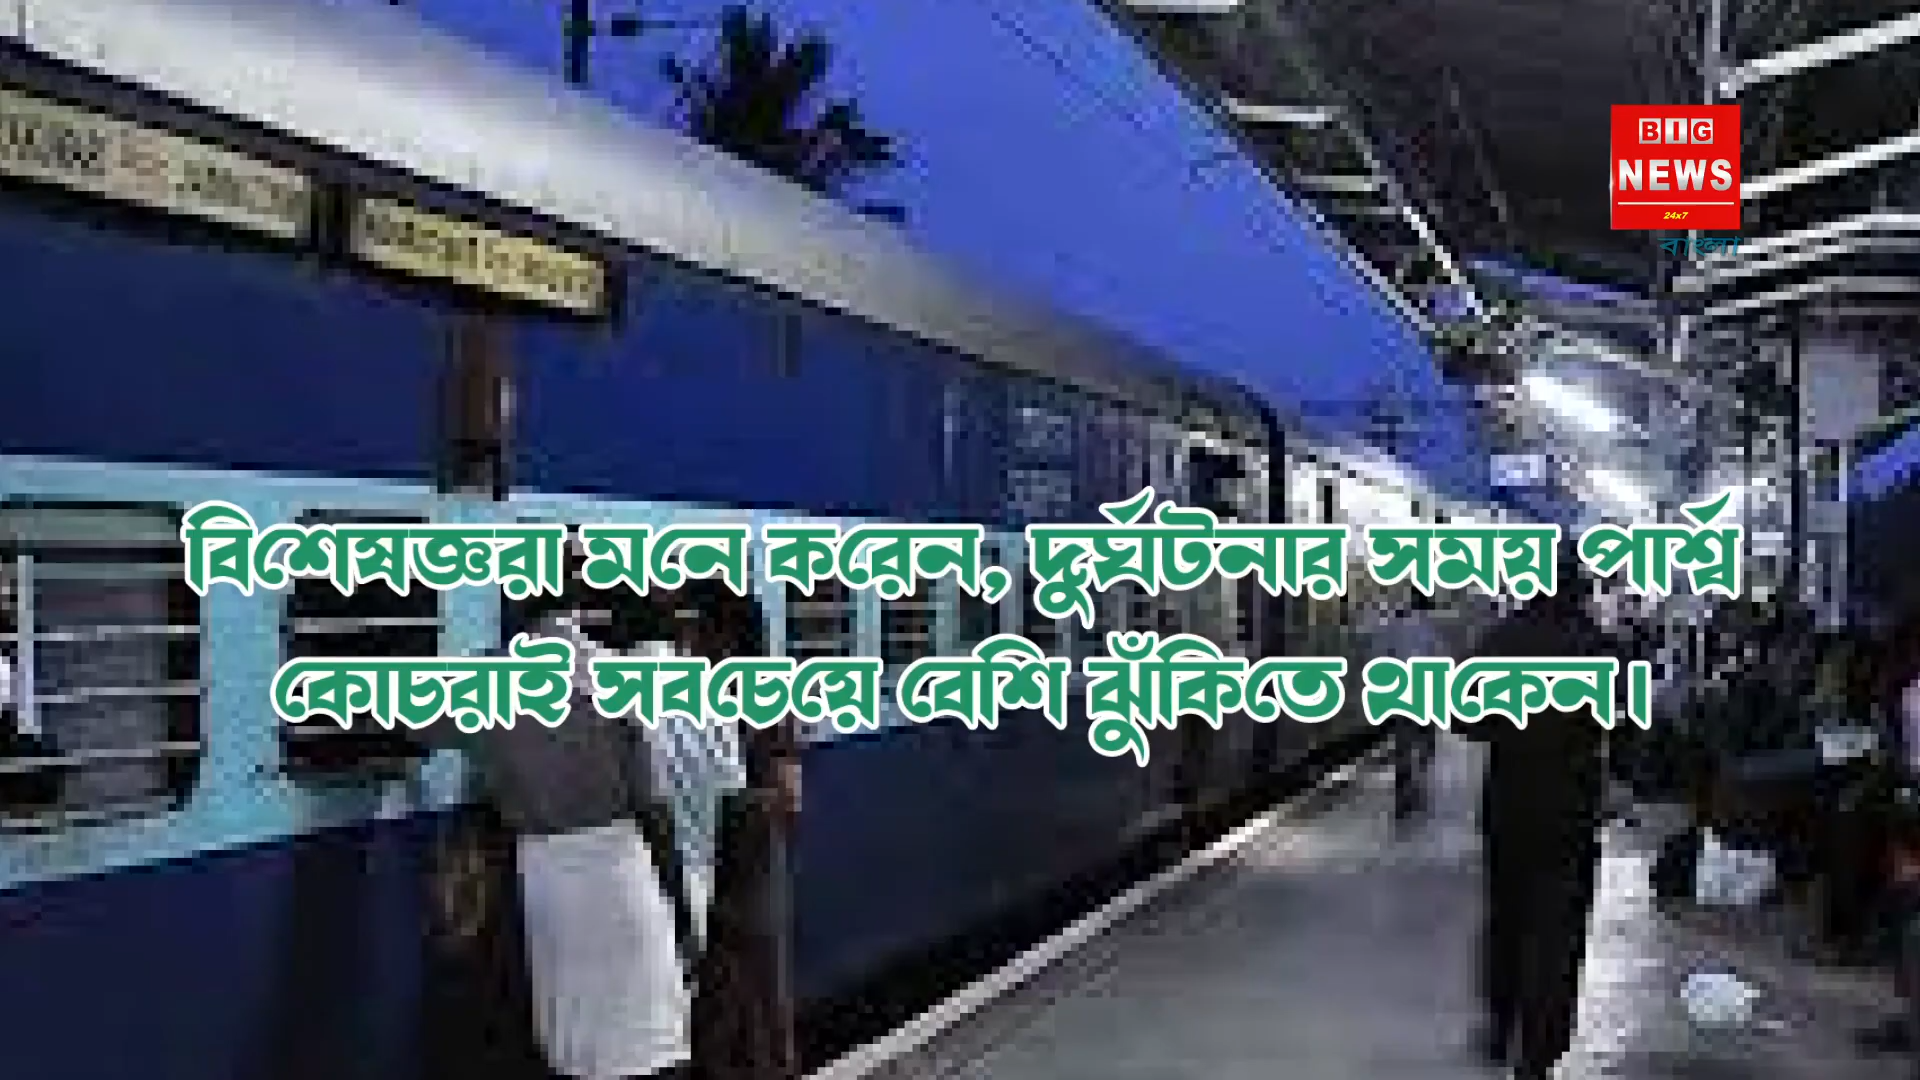 BIG
NEWS
24x7
বাংলা
বিশেষজ্ঞরা মনে করেন, দুর্ঘটনার সময় পার্শ্ব
কোচরাই সবচেয়ে বেশি ঝুঁকিতে থাকেন।